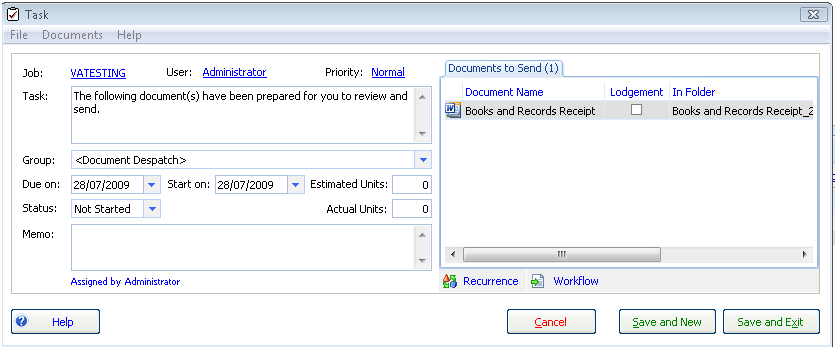 Task
File Documents Help
Job: VATESTING User: Administrator Priority: Normal
Task: The following document(s) have been prepared for you to review and
send.
Group: <Document Despatch>
Due on: 28/07/2009 Start on: 28/07/2009 Estimated Units: 0
Status: Not Started Actual Units: 0
Memo:
Assigned by Administrator
Documents to Send (1)
Document Name Lodgement In Folder
Books and Records Receipt Books and Records Receipt_2
Recurrence Workflow
Help Cancel Save and New Save and Exit